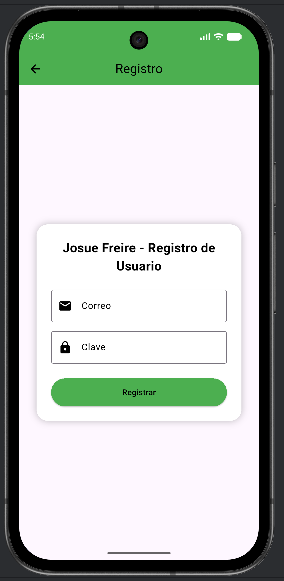 5:54
Registro
Josue Freire - Registro de
Usuario
Correo
Clave
Registrar